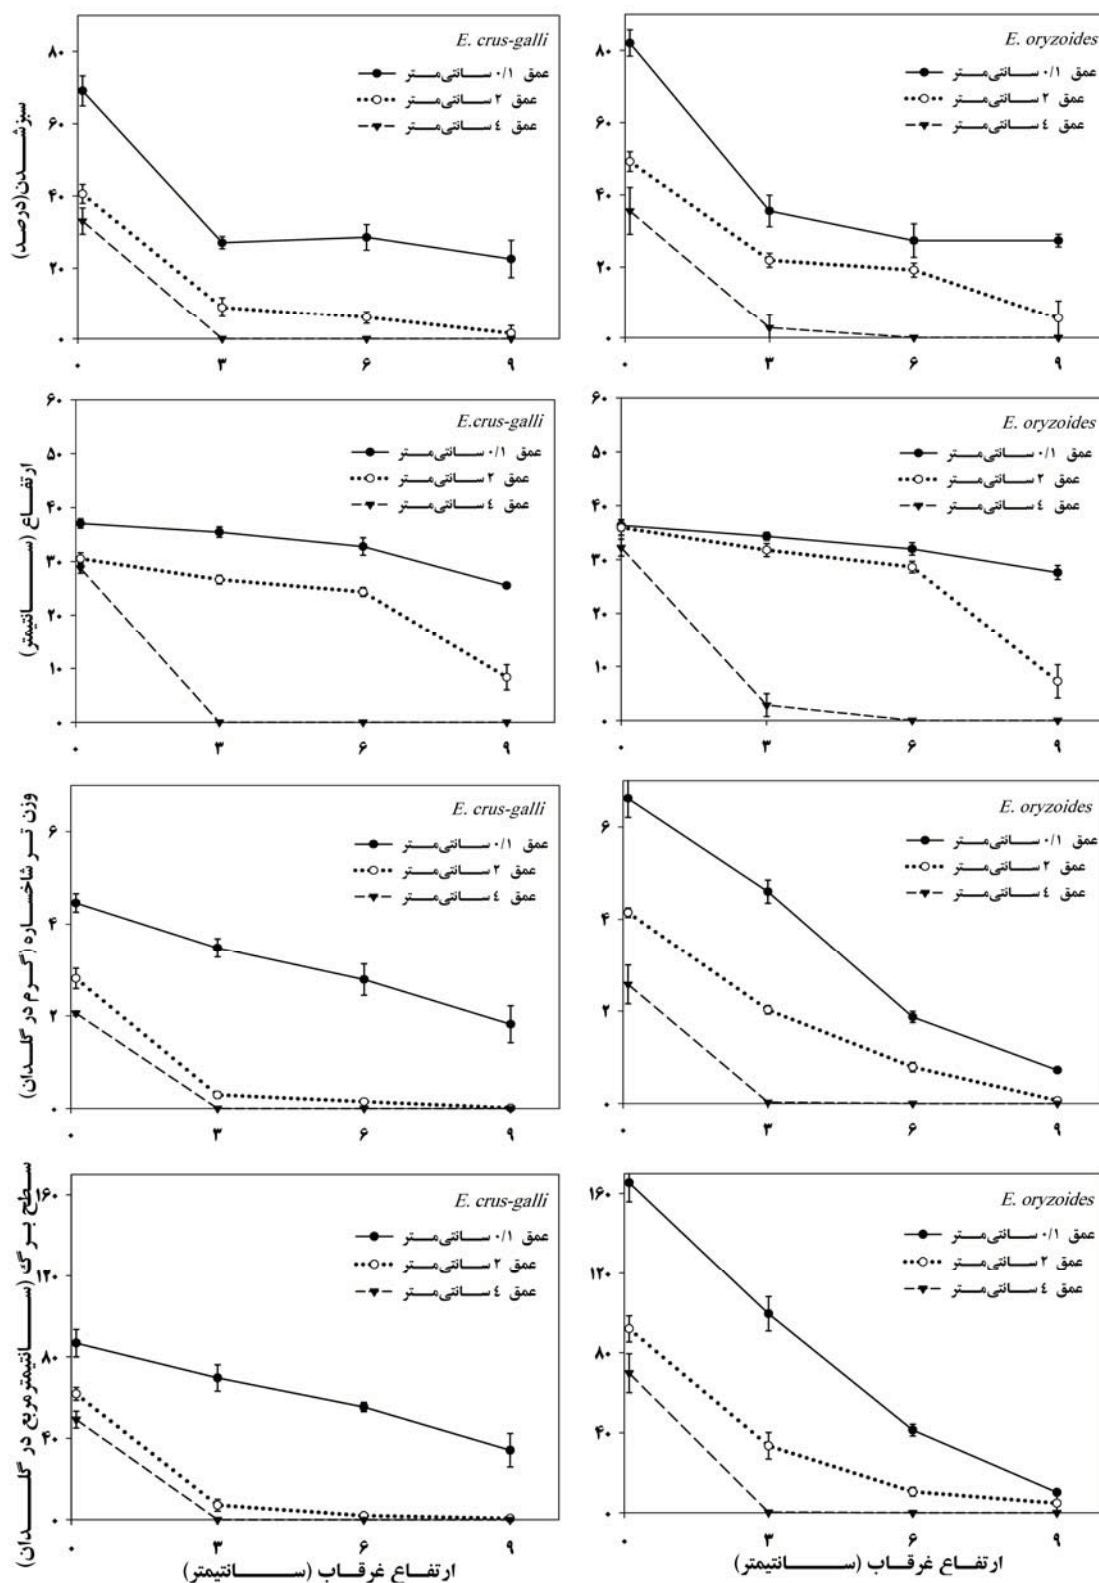 E. crus-galli
عمق ۰/۱ سانتی‌متر
عمق ۲ سانتی‌متر
عمق ٤ سانتی‌متر
سبزشدن(درصد)
۸۰
۶۰
۴۰
۲۰
۰
۰ ۳ ۶ ۹
E. oryzoides
عمق ۰/۱ سانتی‌متر
عمق ۲ سانتی‌متر
عمق ٤ سانتی‌متر
۸۰
۶۰
۴۰
۲۰
۰
۰ ۳ ۶ ۹
E.crus-galli
عمق ۰/۱ سانتی‌متر
عمق ۲ سانتی‌متر
عمق ٤ سانتی‌متر
ارتفاع (سانتیمتر)
۶۰
۵۰
۴۰
۳۰
۲۰
۱۰
۰
۰ ۳ ۶ ۹
E. oryzoides
عمق ۰/۱ سانتی‌متر
عمق ۲ سانتی‌متر
عمق ٤ سانتی‌متر
۶۰
۵۰
۴۰
۳۰
۲۰
۱۰
۰
۰ ۳ ۶ ۹
E. crus-galli
عمق ۰/۱ سانتی‌متر
عمق ۲ سانتی‌متر
عمق ٤ سانتی‌متر
وزن تر شاخساره (گرم در گلدان)
۶
۴
۲
۰
۰ ۳ ۶ ۹
E. oryzoides
عمق ۰/۱ سانتی‌متر
عمق ۲ سانتی‌متر
عمق ٤ سانتی‌متر
۶
۴
۲
۰
۰ ۳ ۶ ۹
E. crus-galli
عمق ۰/۱ سانتی‌متر
عمق ۲ سانتی‌متر
عمق ٤ سانتی‌متر
سطح برگ (سانتیمترمربع در گلدان)
۱۶۰
۱۲۰
۸۰
۴۰
۰
۰ ۳ ۶ ۹
ارتفاع غرقاب (سانتیمتر)
E. oryzoides
عمق ۰/۱ سانتی‌متر
عمق ۲ سانتی‌متر
عمق ٤ سانتی‌متر
۱۶۰
۱۲۰
۸۰
۴۰
۰
۰ ۳ ۶ ۹
ارتفاع غرقاب (سانتیمتر)